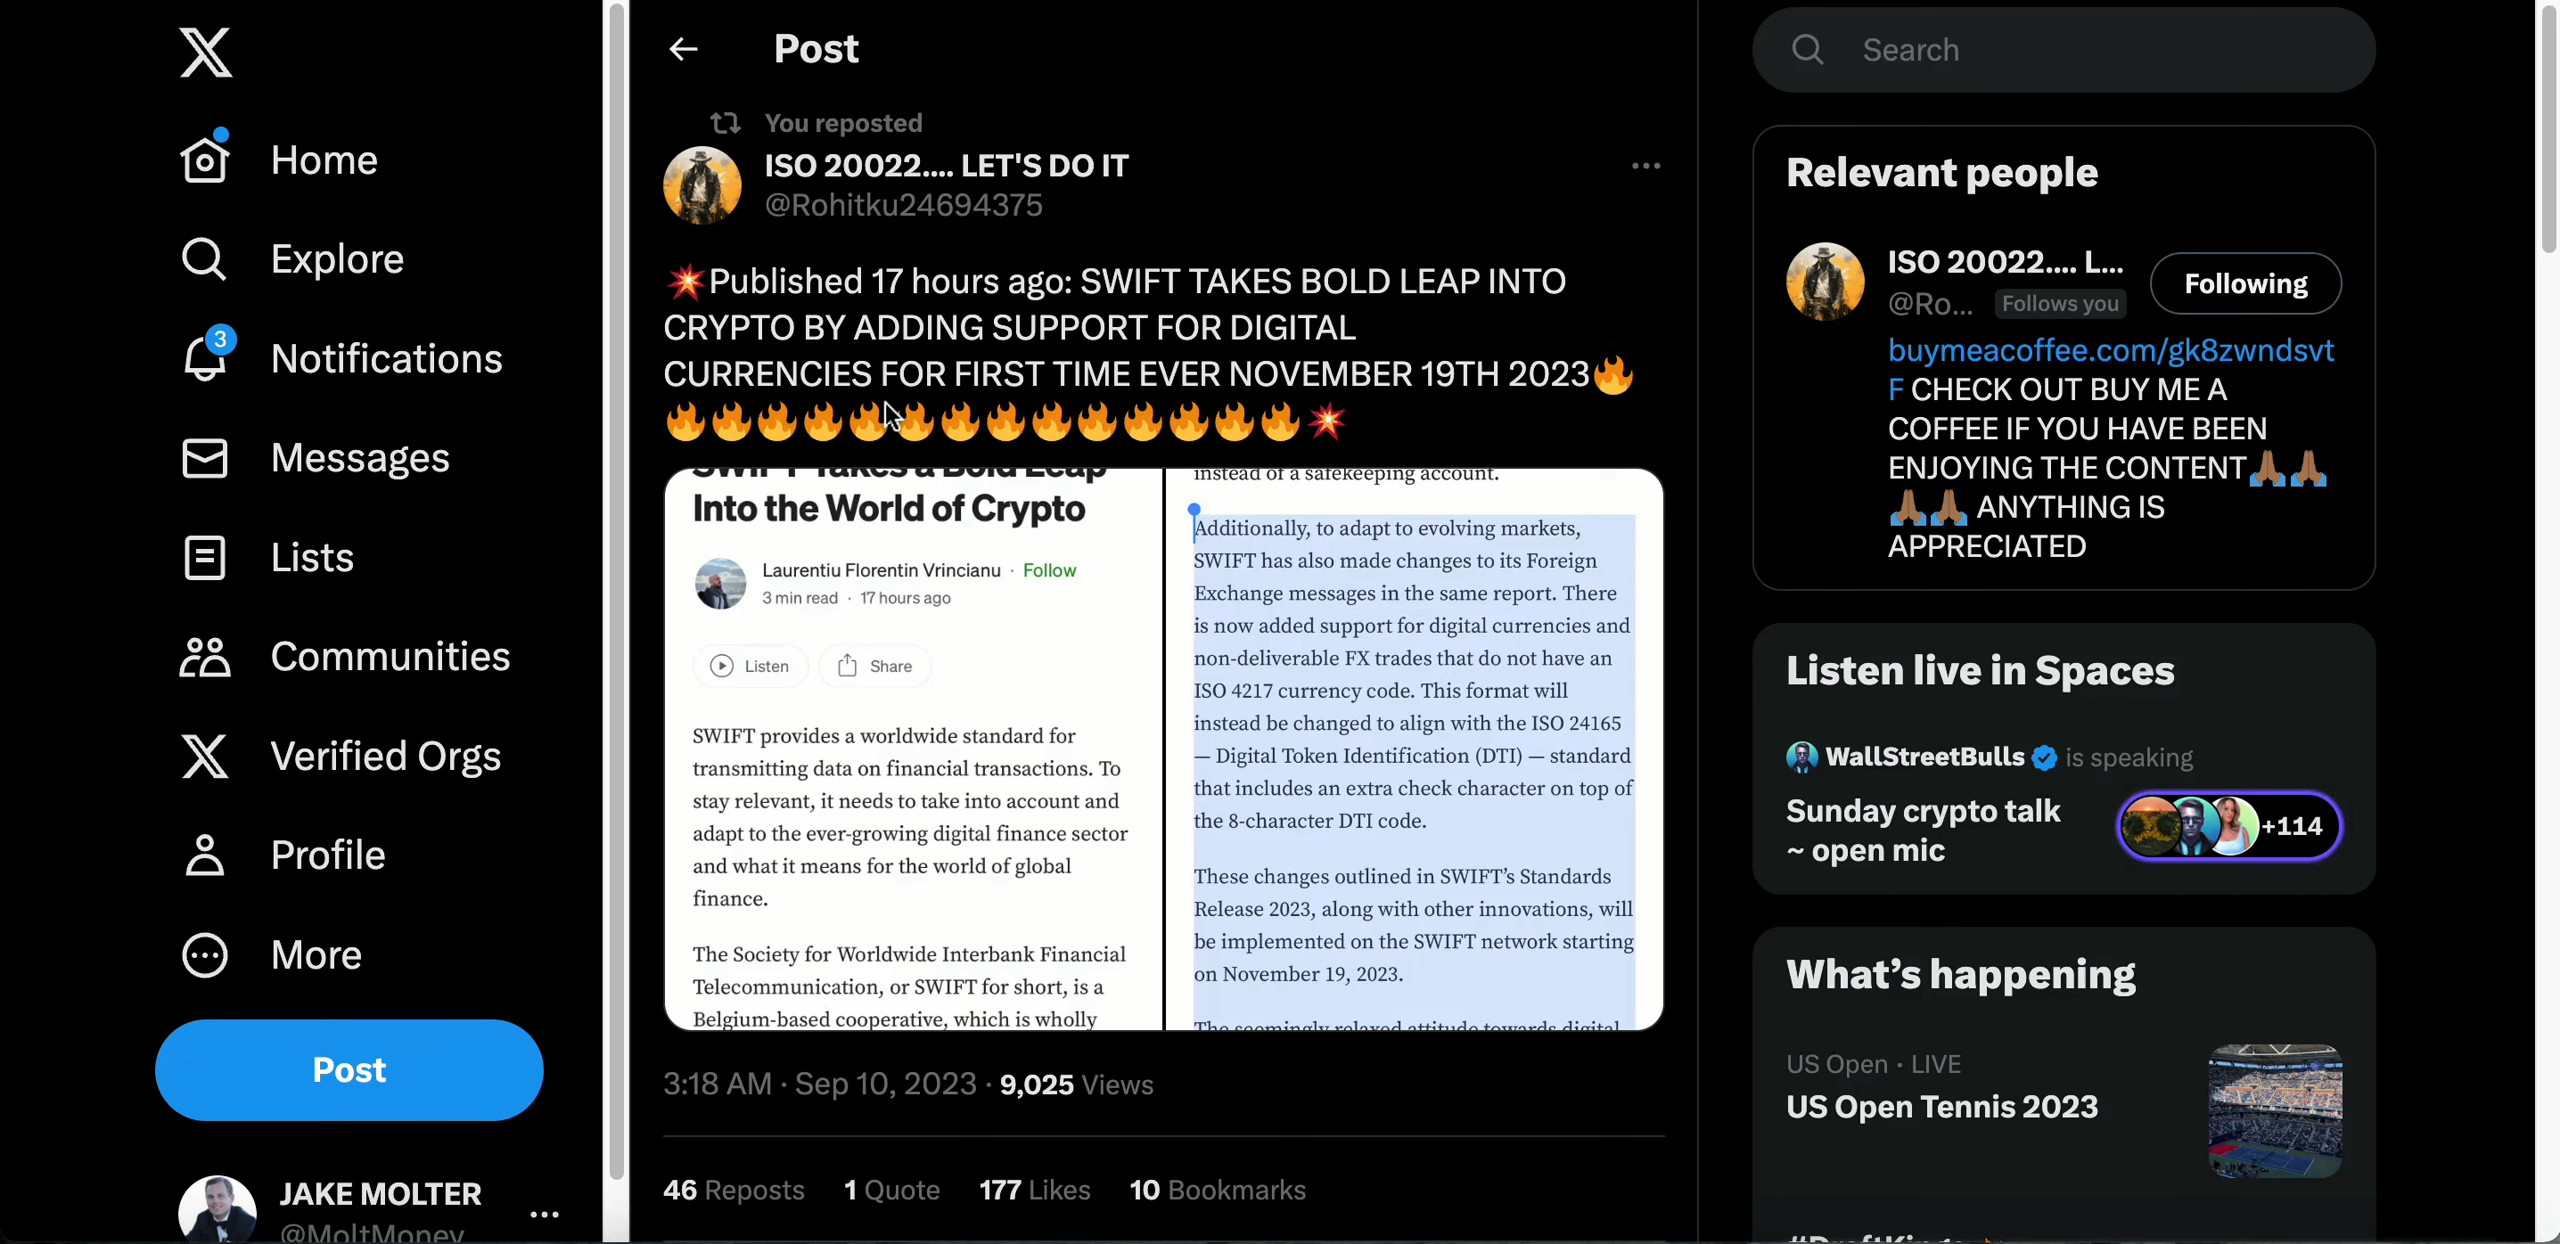 Home
Explore
3
Notifications
Messages
Lists
Communities
Verified Orgs
Profile
More
Post
JAKE MOLTER
@MoltMoney
Post
You reposted
ISO 20022.... LET'S DO IT
@Rohitku24694375
💥Published 17 hours ago: SWIFT TAKES BOLD LEAP INTO
CRYPTO BY ADDING SUPPORT FOR DIGITAL
CURRENCIES FOR FIRST TIME EVER NOVEMBER 19TH 2023🔥
🔥🔥🔥🔥🔥🔥🔥🔥🔥🔥🔥🔥🔥🔥💥
SWIFT Takes a Bold Leap
Into the World of Crypto
Laurentiu Florentin Vrincianu · Follow
3 min read · 17 hours ago
Listen
Share
SWIFT provides a worldwide standard for
transmitting data on financial transactions. To
stay relevant, it needs to take into account and
adapt to the ever-growing digital finance sector
and what it means for the world of global
finance.
The Society for Worldwide Interbank Financial
Telecommunication, or SWIFT for short, is a
Belgium-based cooperative, which is wholly
instead of a safekeeping account.
Additionally, to adapt to evolving markets,
SWIFT has also made changes to its Foreign
Exchange messages in the same report. There
is now added support for digital currencies and
non-deliverable FX trades that do not have an
ISO 4217 currency code. This format will
instead be changed to align with the ISO 24165
— Digital Token Identification (DTI) — standard
that includes an extra check character on top of
the 8-character DTI code.
These changes outlined in SWIFT’s Standards
Release 2023, along with other innovations, will
be implemented on the SWIFT network starting
on November 19, 2023.
The seemingly relaxed attitude towards digital
3:18 AM · Sep 10, 2023 · 9,025 Views
46 Reposts 1 Quote 177 Likes 10 Bookmarks
Search
Relevant people
ISO 20022.... L...
@Ro... Follows you
Following
buymeacoffee.com/gk8zwndsvt
F CHECK OUT BUY ME A
COFFEE IF YOU HAVE BEEN
ENJOYING THE CONTENT🙏🏾🙏🏾
🙏🏾🙏🏾 ANYTHING IS
APPRECIATED
Listen live in Spaces
WallStreetBulls is speaking
Sunday crypto talk
~ open mic
+114
What’s happening
US Open · LIVE
US Open Tennis 2023
#DraftKings